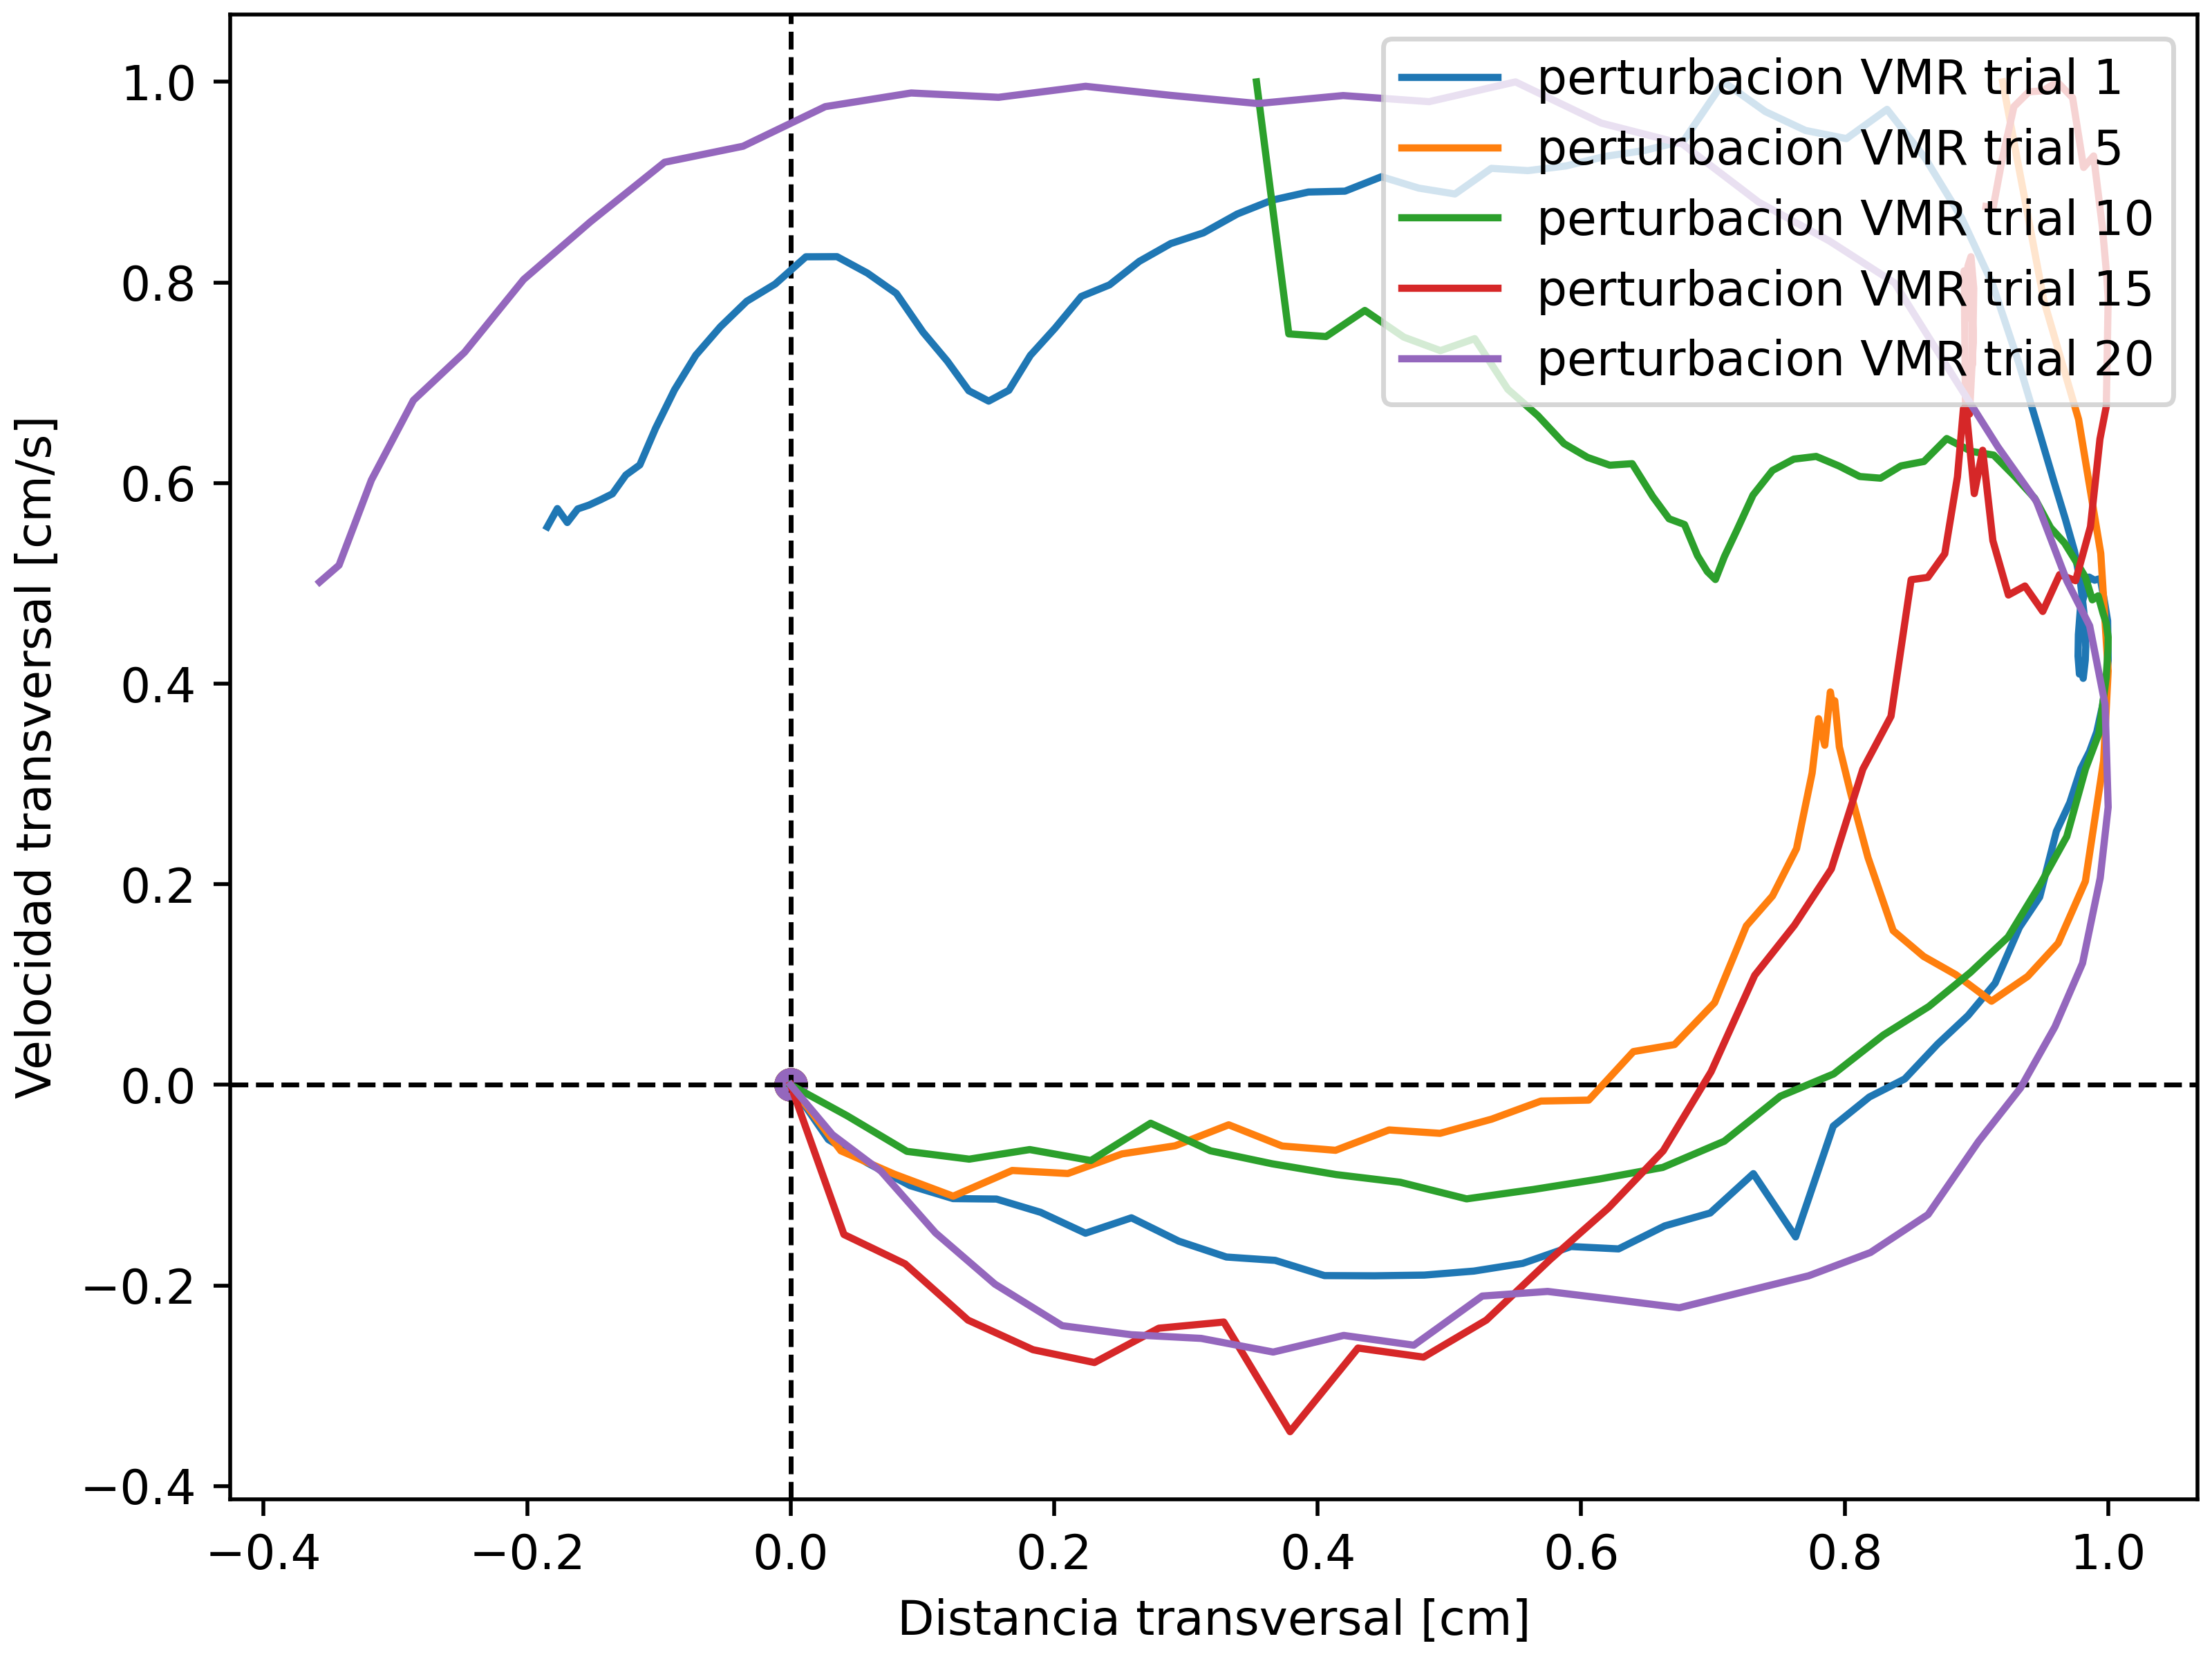 Velocidad transversal [cm/s]
1.0
0.8
0.6
0.4
0.2
0.0
−0.2
−0.4
perturbacion VMR trial 1
perturbacion VMR trial 5
perturbacion VMR trial 10
perturbacion VMR trial 15
perturbacion VMR trial 20
−0.4 −0.2 0.0 0.2 0.4 0.6 0.8 1.0
Distancia transversal [cm]